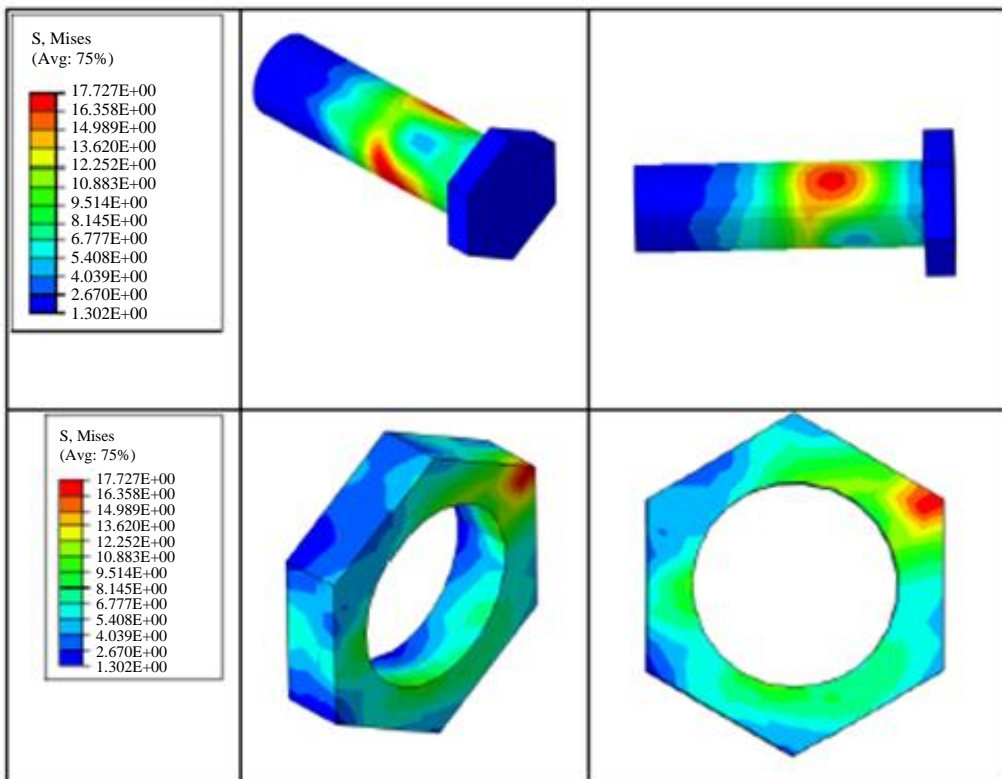 S, Mises
(Avg: 75%)
17.727E+00
16.358E+00
14.989E+00
13.620E+00
12.252E+00
10.883E+00
9.514E+00
8.145E+00
6.777E+00
5.408E+00
4.039E+00
2.670E+00
1.302E+00
S, Mises
(Avg: 75%)
17.727E+00
16.358E+00
14.989E+00
13.620E+00
12.252E+00
10.883E+00
9.514E+00
8.145E+00
6.777E+00
5.408E+00
4.039E+00
2.670E+00
1.302E+00